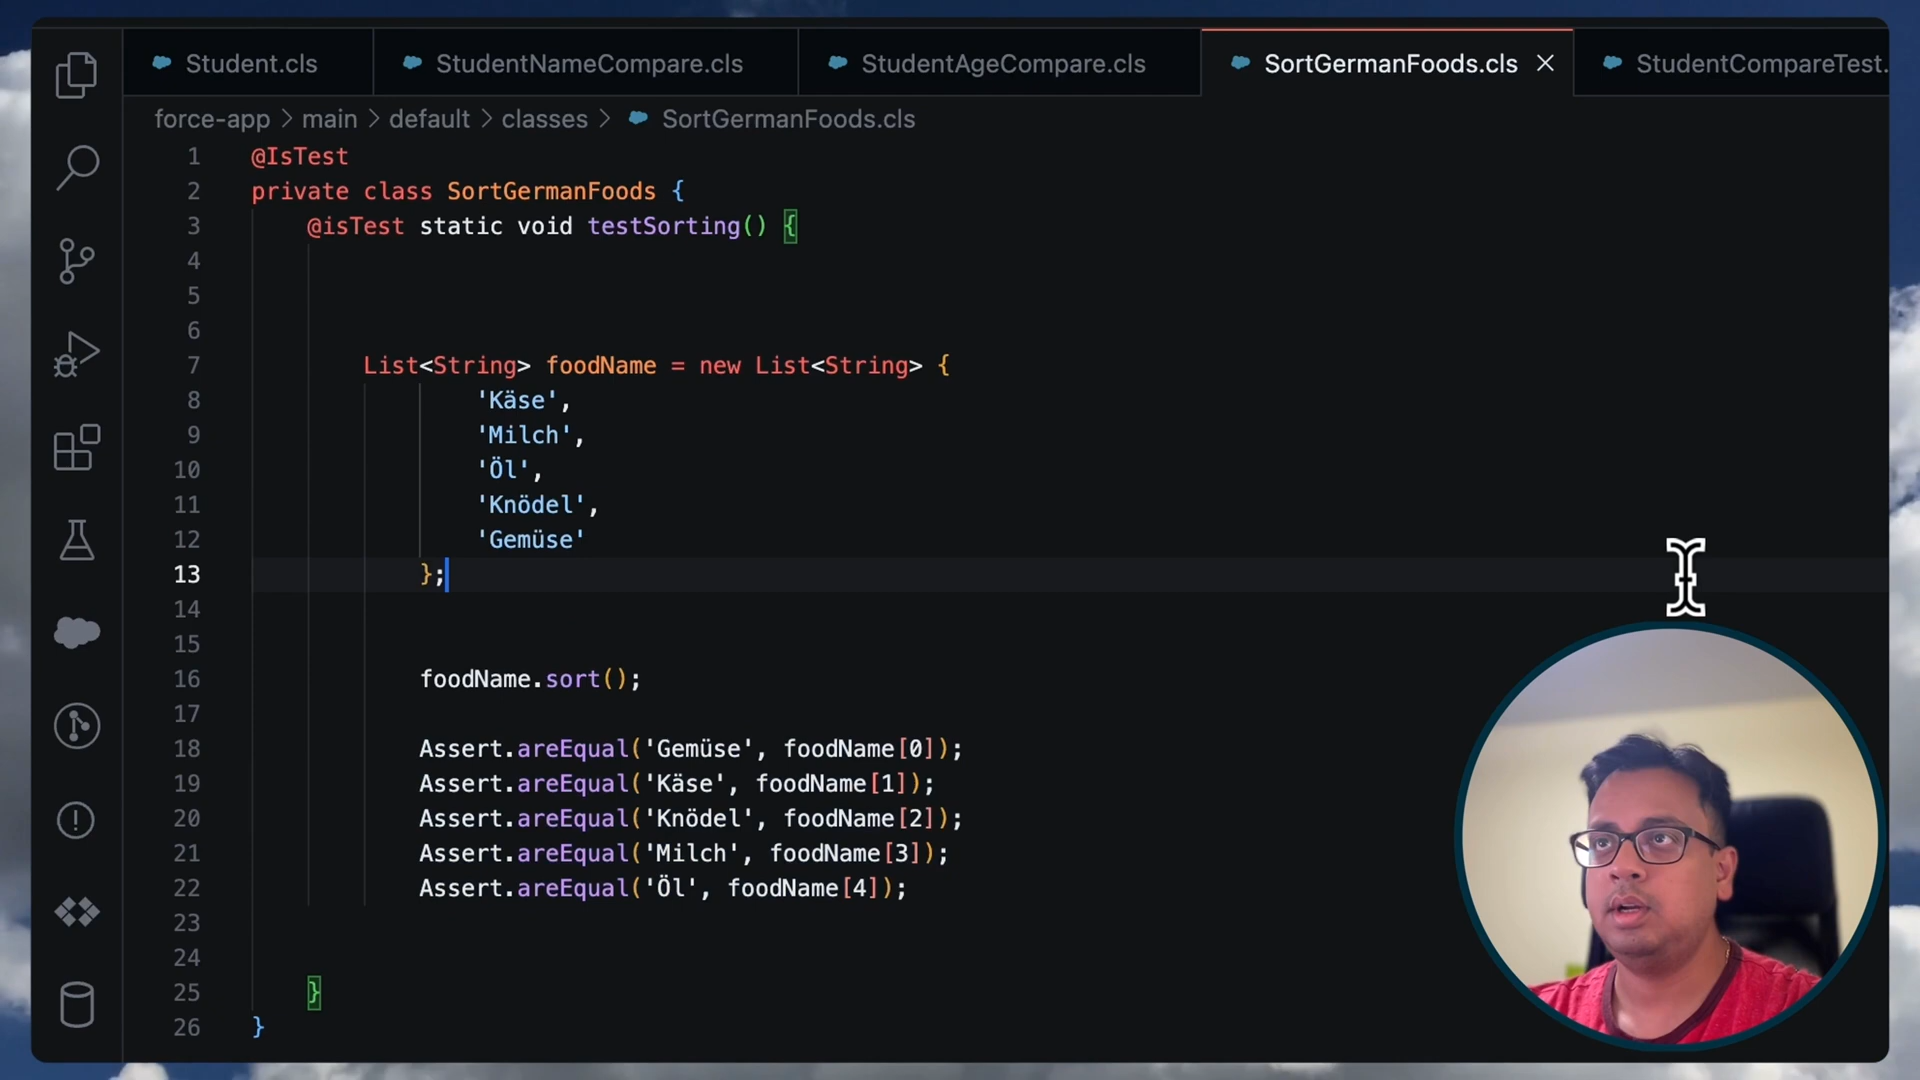 Student.cls StudentNameCompare.cls StudentAgeCompare.cls SortGermanFoods.cls StudentCompareTest.
force-app > main > default > classes > SortGermanFoods.cls
1 @IsTest
2 private class SortGermanFoods {
3 @isTest static void testSorting() {
4
5
6
7 List<String> foodName = new List<String> {
8 'Käse',
9 'Milch',
10 'Öl',
11 'Knödel',
12 'Gemüse'
13 };
14
15
16 foodName.sort();
17
18 Assert.areEqual('Gemüse', foodName[0]);
19 Assert.areEqual('Käse', foodName[1]);
20 Assert.areEqual('Knödel', foodName[2]);
21 Assert.areEqual('Milch', foodName[3]);
22 Assert.areEqual('Öl', foodName[4]);
23
24
25 }
26 }